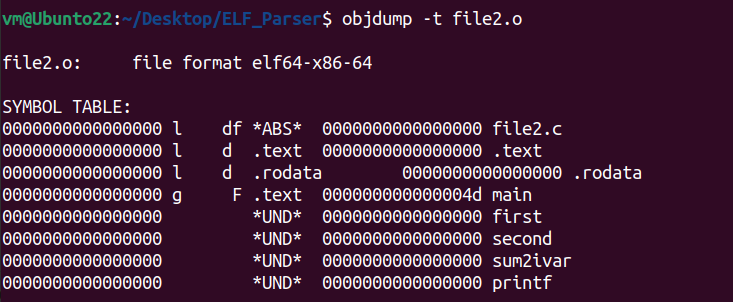 vm@Ubunto22:~/Desktop/ELF_Parser$ objdump -t file2.o

file2.o:     file format elf64-x86-64

SYMBOL TABLE:
0000000000000000 l    df *ABS*  0000000000000000 file2.c
0000000000000000 l    d  .text  0000000000000000 .text
0000000000000000 l    d  .rodata        0000000000000000 .rodata
0000000000000000 g     F .text  000000000000004d main
0000000000000000         *UND*  0000000000000000 first
0000000000000000         *UND*  0000000000000000 second
0000000000000000         *UND*  0000000000000000 sum2ivar
0000000000000000         *UND*  0000000000000000 printf